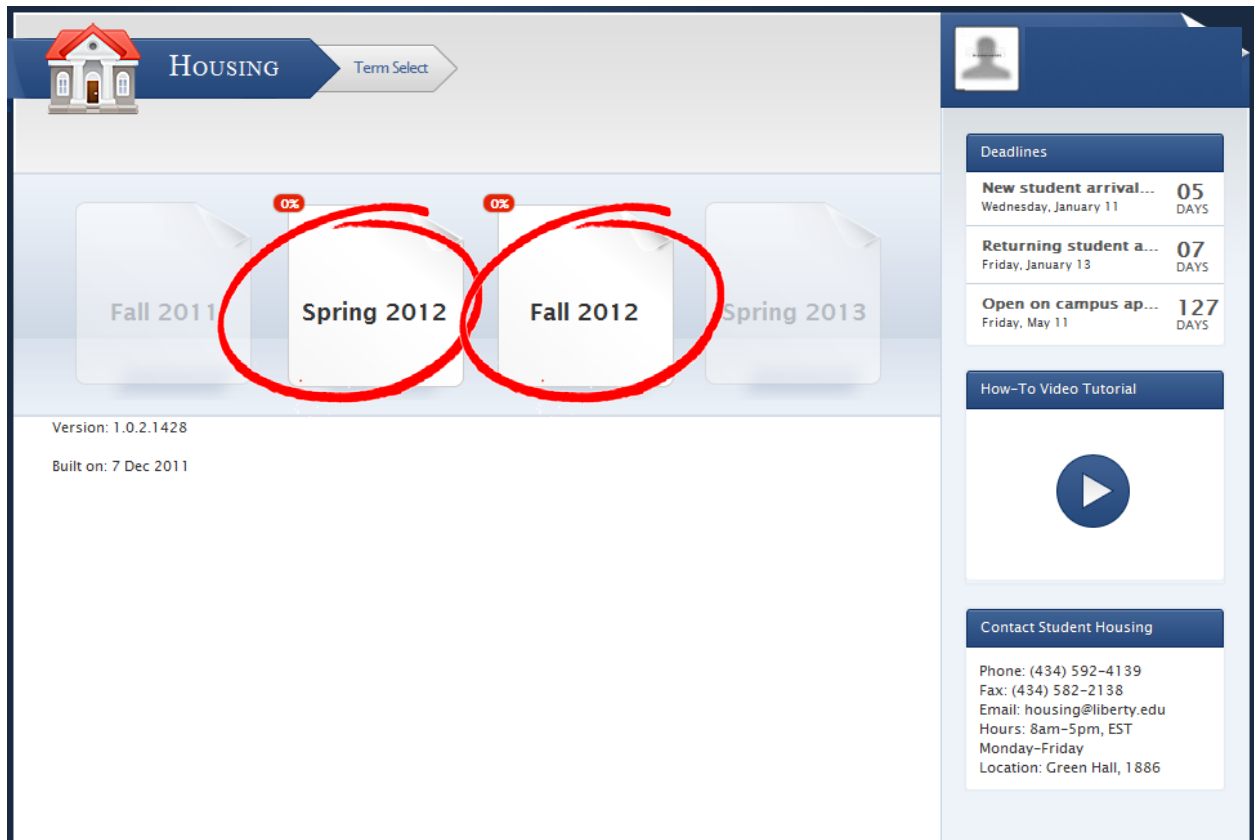 Housing
Term Select
0%
0%
Fall 2011
Spring 2012
Fall 2012
Spring 2013
Version: 1.0.2.1428
Built on: 7 Dec 2011
Deadlines
New student arrival... 05
Wednesday, January 11 DAYS
Returning student a... 07
Friday, January 13 DAYS
Open on campus ap... 127
Friday, May 11 DAYS
How-To Video Tutorial
Contact Student Housing
Phone: (434) 592-4139
Fax: (434) 582-2138
Email: housing@liberty.edu
Hours: 8am-5pm, EST
Monday-Friday
Location: Green Hall, 1886